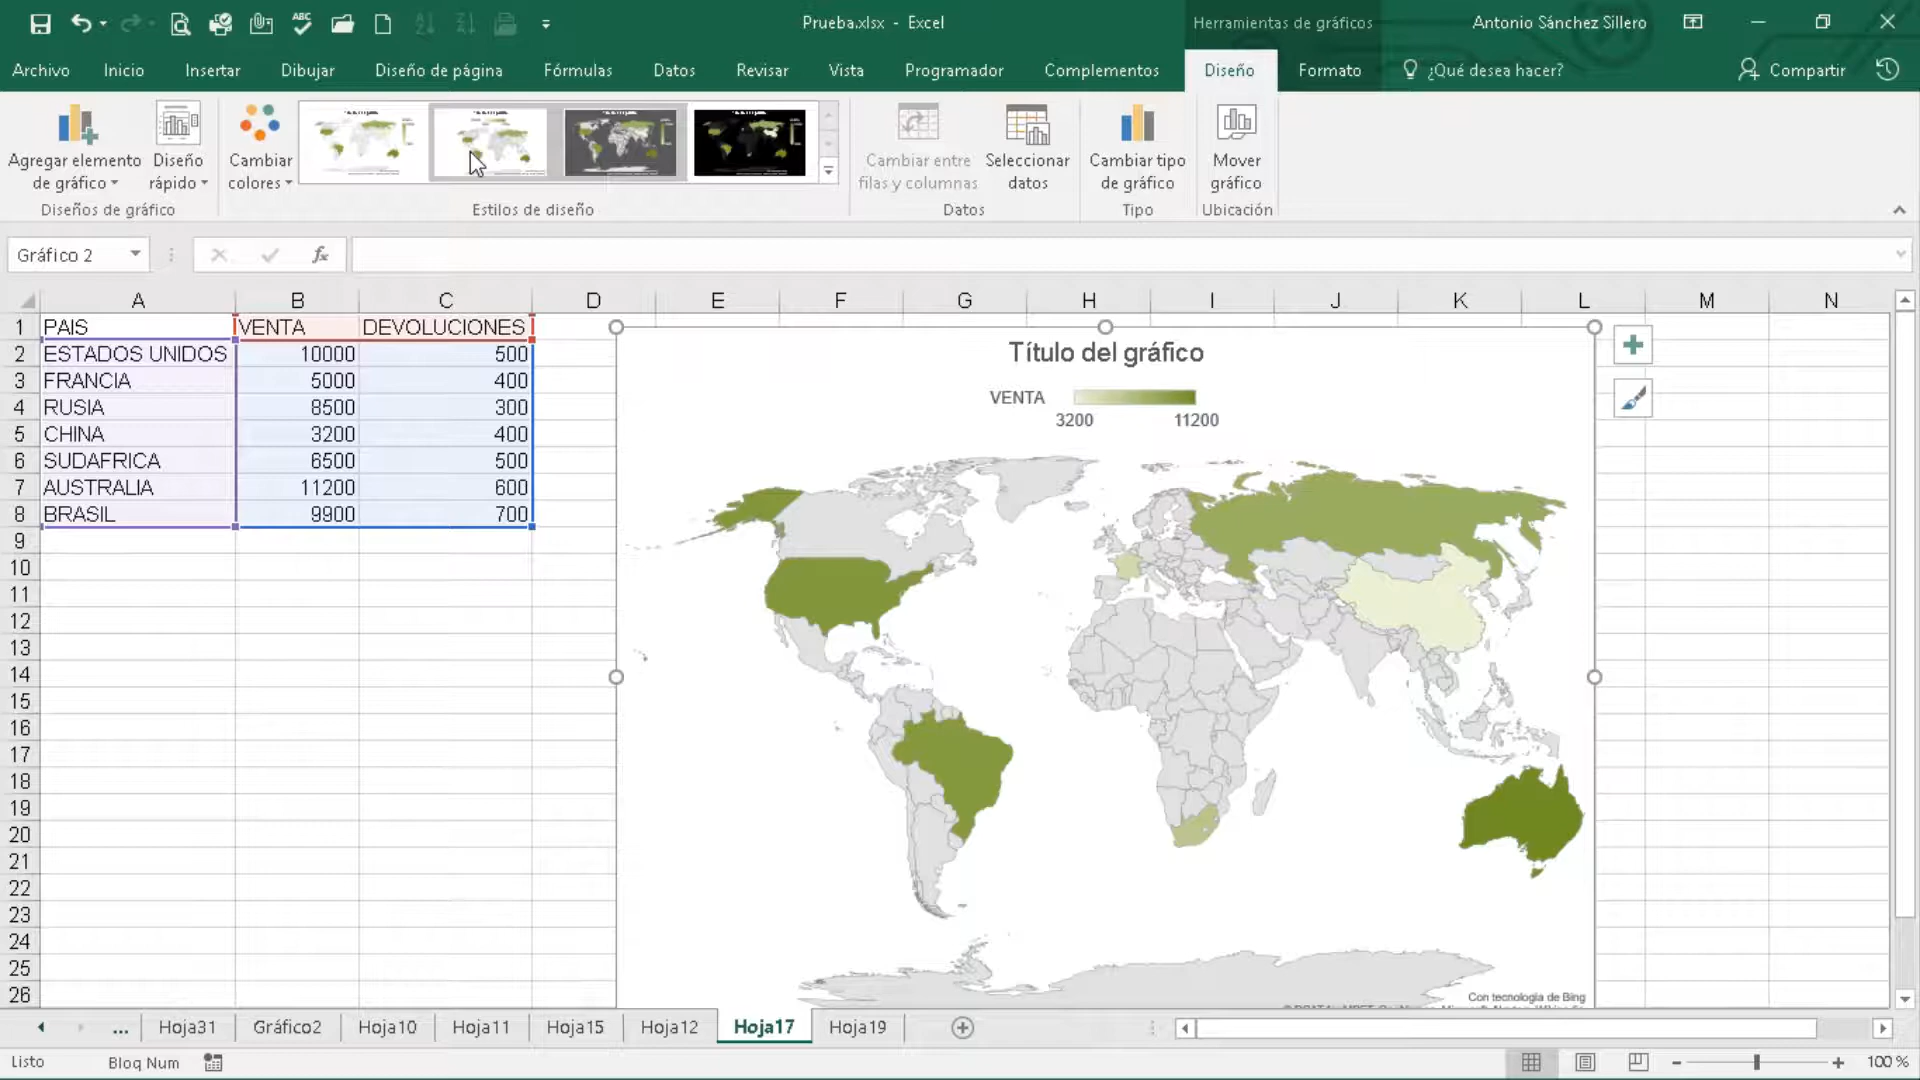 Prueba.xlsx - Excel
Herramientas de gráficos
Antonio Sánchez Sillero
Archivo Inicio Insertar Dibujar Diseño de página Fórmulas Datos Revisar Vista Programador Complementos Diseño Formato ¿Qué desea hacer? Compartir
Agregar elemento de gráfico
Diseño rápido
Cambiar colores
Cambiar entre filas y columnas
Seleccionar datos
Cambiar tipo de gráfico
Mover gráfico
Diseños de gráfico Estilos de diseño Datos Tipo Ubicación
Gráfico 2 fx
A B C D E F G H I J K L M N
1 PAIS VENTA DEVOLUCIONES
2 ESTADOS UNIDOS 10000 500
3 FRANCIA 5000 400
4 RUSIA 8500 300
5 CHINA 3200 400
6 SUDAFRICA 6500 500
7 AUSTRALIA 11200 600
8 BRASIL 9900 700
9
10
11
12
13
14
15
16
17
18
19
20
21
22
23
24
25
26
Título del gráfico
VENTA
3200 11200
Con tecnología de Bing
... Hoja31 Gráfico2 Hoja10 Hoja11 Hoja15 Hoja12 Hoja17 Hoja19
Listo Bloq Num 100 %